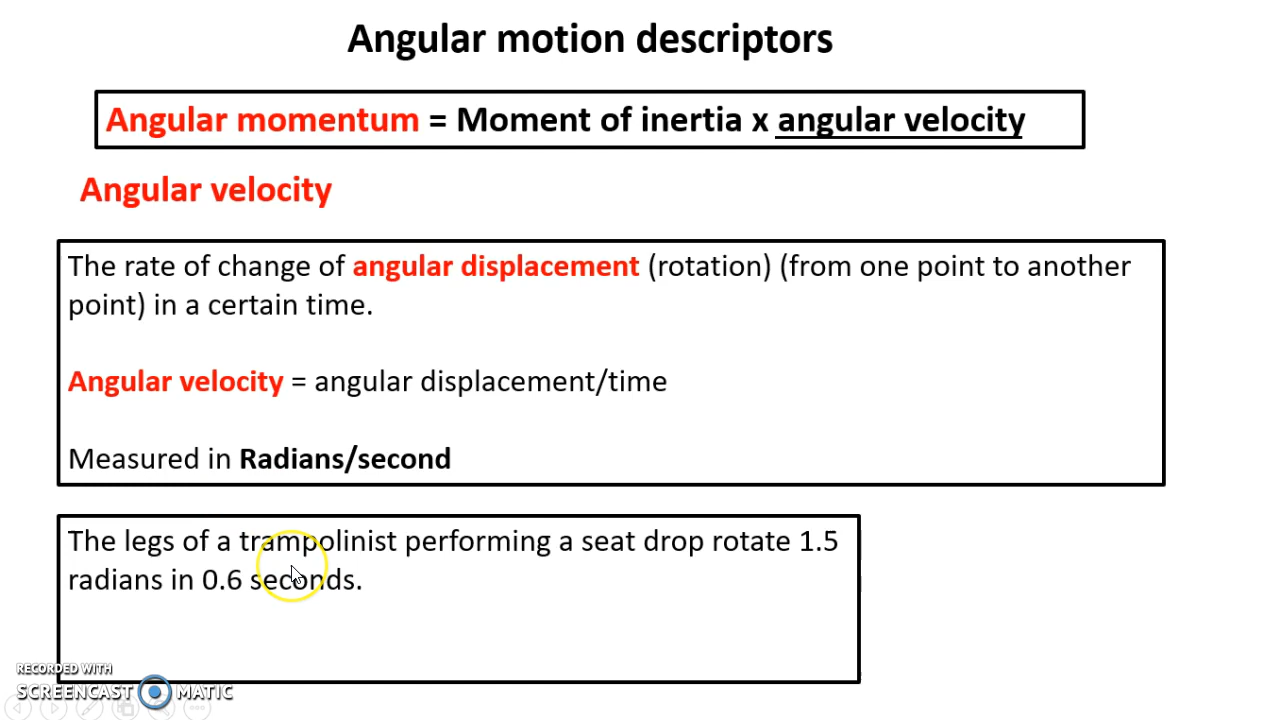 Angular motion descriptors
Angular momentum = Moment of inertia x angular velocity
Angular velocity
The rate of change of angular displacement (rotation) (from one point to another
point) in a certain time.
Angular velocity = angular displacement/time
Measured in Radians/second
The legs of a trampolinist performing a seat drop rotate 1.5
radians in 0.6 seconds.
RECORDED WITH
SCREENCAST MATIC